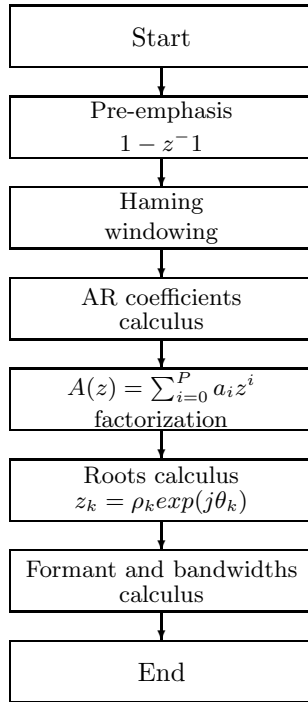 Start
Pre-emphasis
1 − z⁻1
Haming
windowing
AR coefficients
calculus
A(z) = ∑ᵢ₌₀ᴾ aᵢzⁱ
factorization
Roots calculus
zₖ = ρₖexp(jθₖ)
Formant and bandwidths
calculus
End